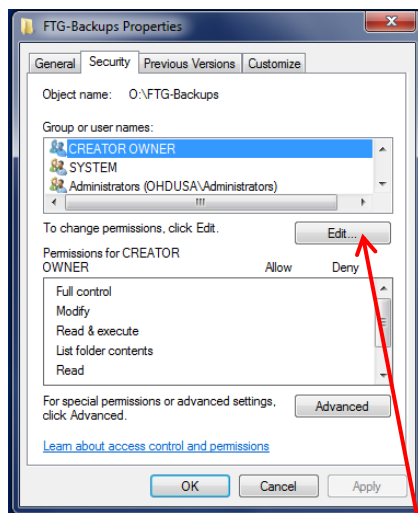 FTG-Backups Properties
General Security Previous Versions Customize
Object name: O:\FTG-Backups
Group or user names:
CREATOR OWNER
SYSTEM
Administrators (OHDUSA\Administrators)
To change permissions, click Edit.
Edit...
Permissions for CREATOR
OWNER Allow Deny
Full control
Modify
Read & execute
List folder contents
Read
For special permissions or advanced settings,
click Advanced.
Advanced
Learn about access control and permissions
OK Cancel Apply